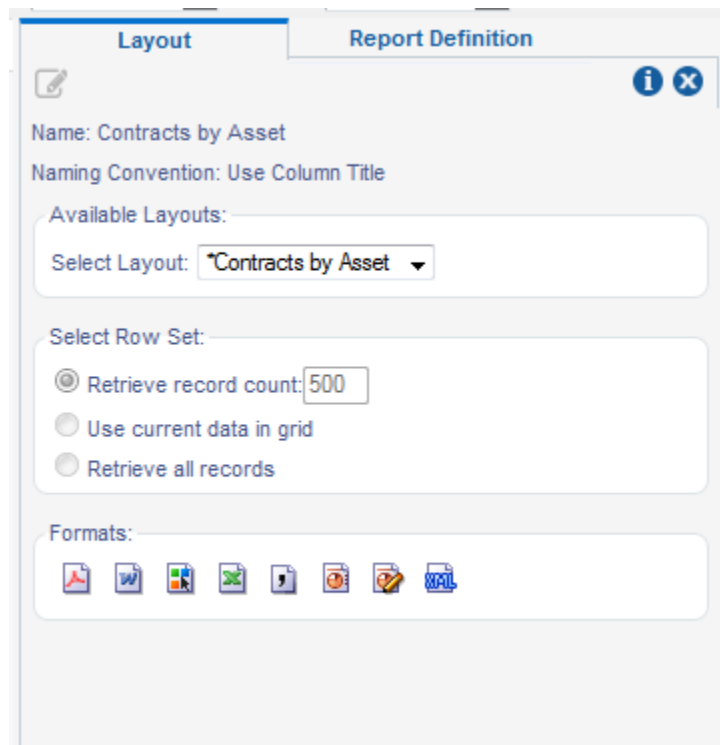 Layout
Report Definition
Name: Contracts by Asset
Naming Convention: Use Column Title
Available Layouts:
Select Layout: *Contracts by Asset
Select Row Set:
Retrieve record count: 500
Use current data in grid
Retrieve all records
Formats:
XML